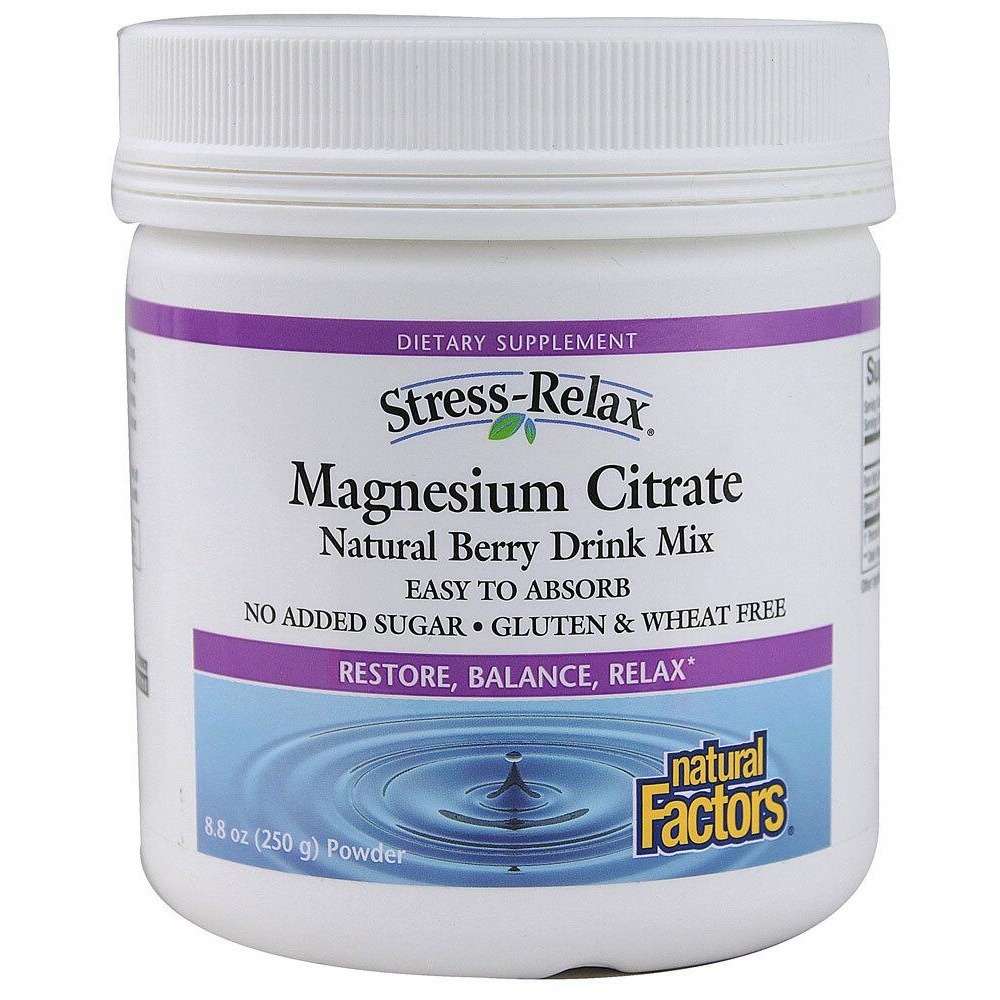 DIETARY SUPPLEMENT
Stress-Relax®
Magnesium Citrate
Natural Berry Drink Mix
EASY TO ABSORB
NO ADDED SUGAR • GLUTEN & WHEAT FREE
RESTORE, BALANCE, RELAX*
8.8 oz (250 g) Powder
natural
Factors®